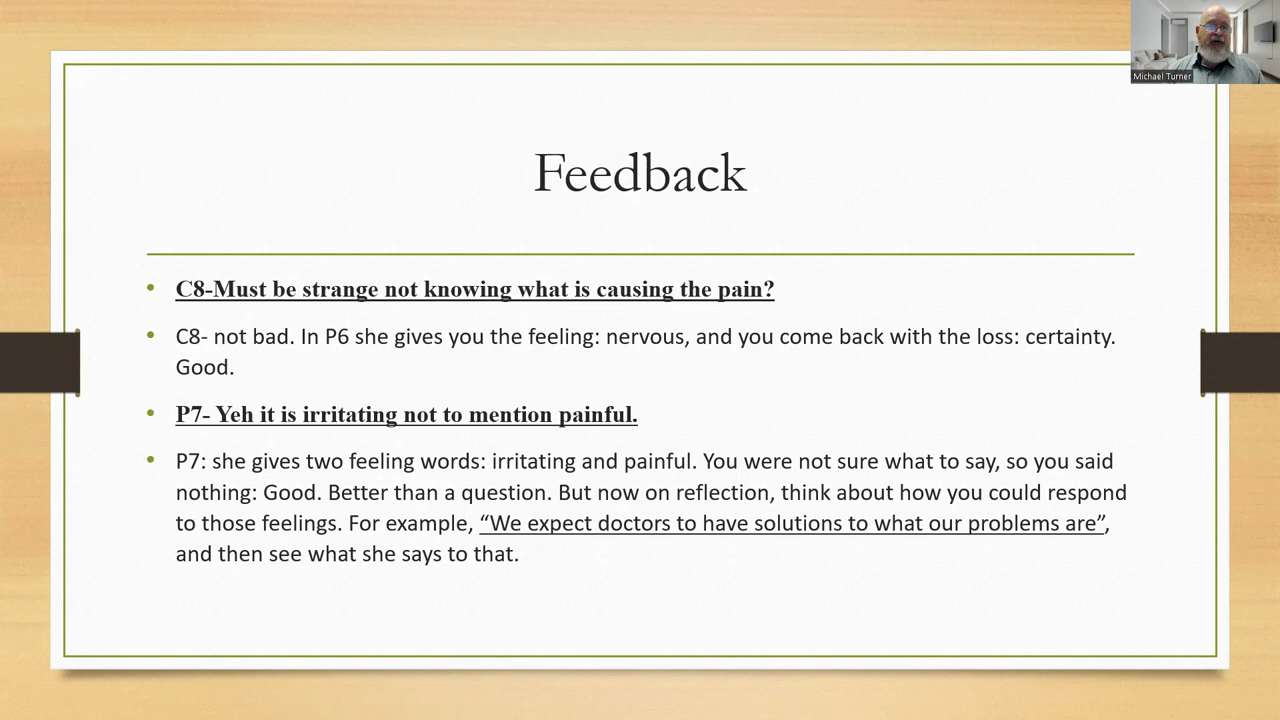 Michael Turner
Feedback
C8-Must be strange not knowing what is causing the pain?
C8- not bad. In P6 she gives you the feeling: nervous, and you come back with the loss: certainty.
Good.
P7- Yeh it is irritating not to mention painful.
P7: she gives two feeling words: irritating and painful. You were not sure what to say, so you said
nothing: Good. Better than a question. But now on reflection, think about how you could respond
to those feelings. For example, “We expect doctors to have solutions to what our problems are”,
and then see what she says to that.